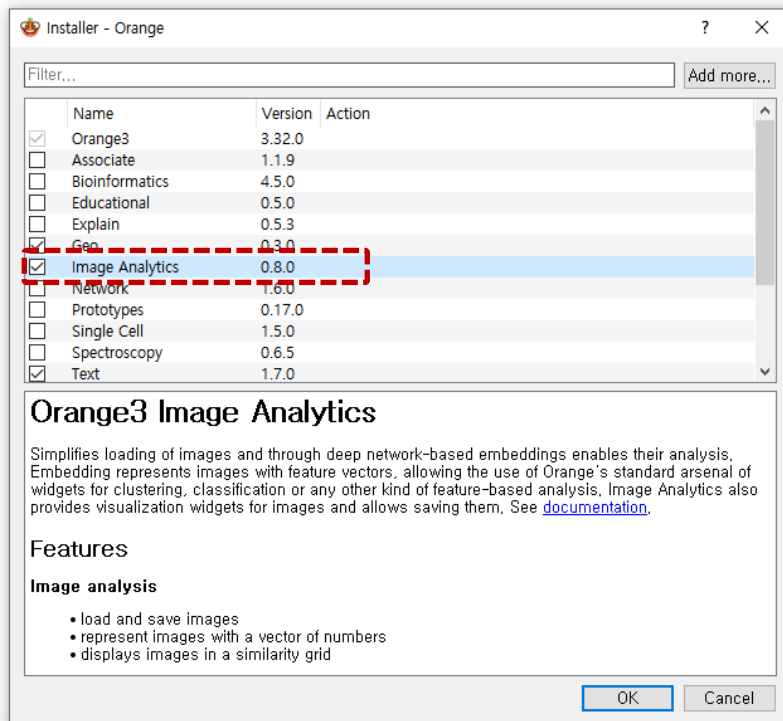 Installer - Orange
?
Filter...
Add more...
Name Version Action
Orange3 3.32.0
Associate 1.1.9
Bioinformatics 4.5.0
Educational 0.5.0
Explain 0.5.3
Geo 0.3.0
Image Analytics 0.8.0
Network 1.6.0
Prototypes 0.17.0
Single Cell 1.5.0
Spectroscopy 0.6.5
Text 1.7.0
Orange3 Image Analytics
Simplifies loading of images and through deep network-based embeddings enables their analysis.
Embedding represents images with feature vectors, allowing the use of Orange's standard arsenal of
widgets for clustering, classification or any other kind of feature-based analysis. Image Analytics also
provides visualization widgets for images and allows saving them. See documentation.
Features
Image analysis
• load and save images
• represent images with a vector of numbers
• displays images in a similarity grid
OK Cancel